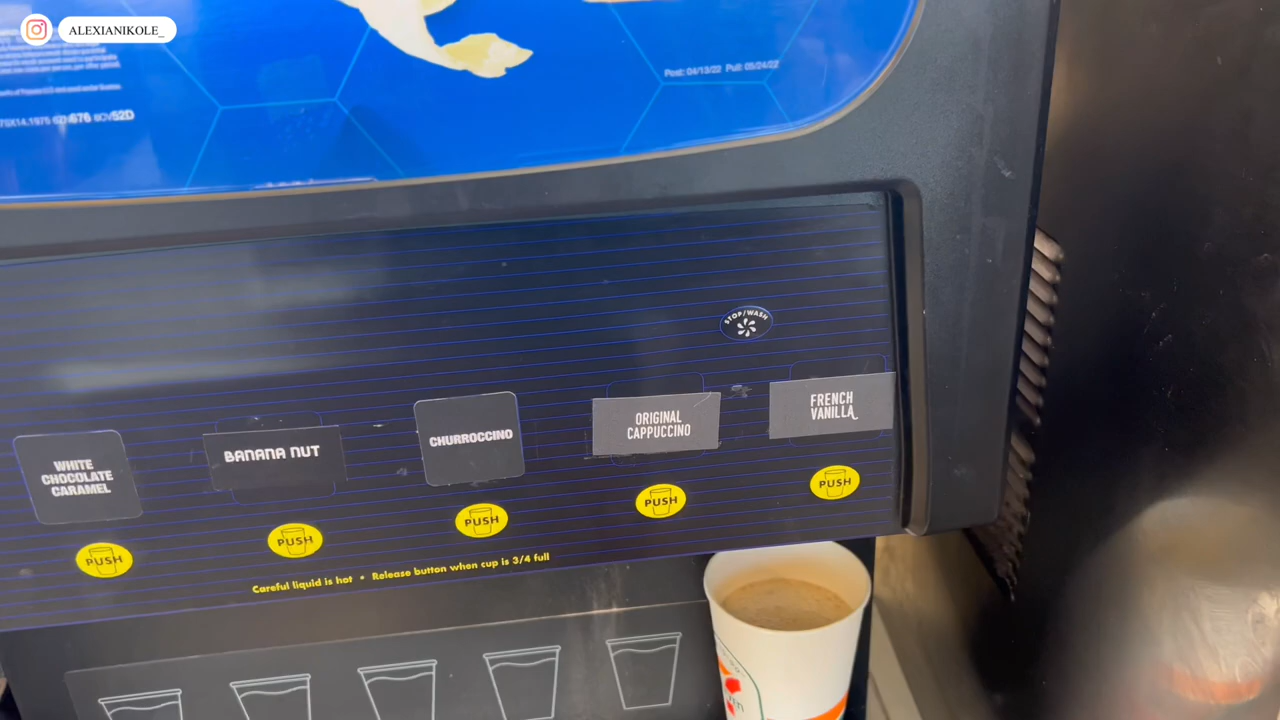 ALEXIANIKOLE_
Post: 04/13/22 Pull: 05/24/22
STOP/WASH
WHITE
CHOCOLATE
CARAMEL
BANANA NUT
CHURROCCINO
ORIGINAL
CAPPUCCINO
FRENCH
VANILLA
PUSH
PUSH
PUSH
PUSH
PUSH
Careful liquid is hot • Release button when cup is 3/4 full